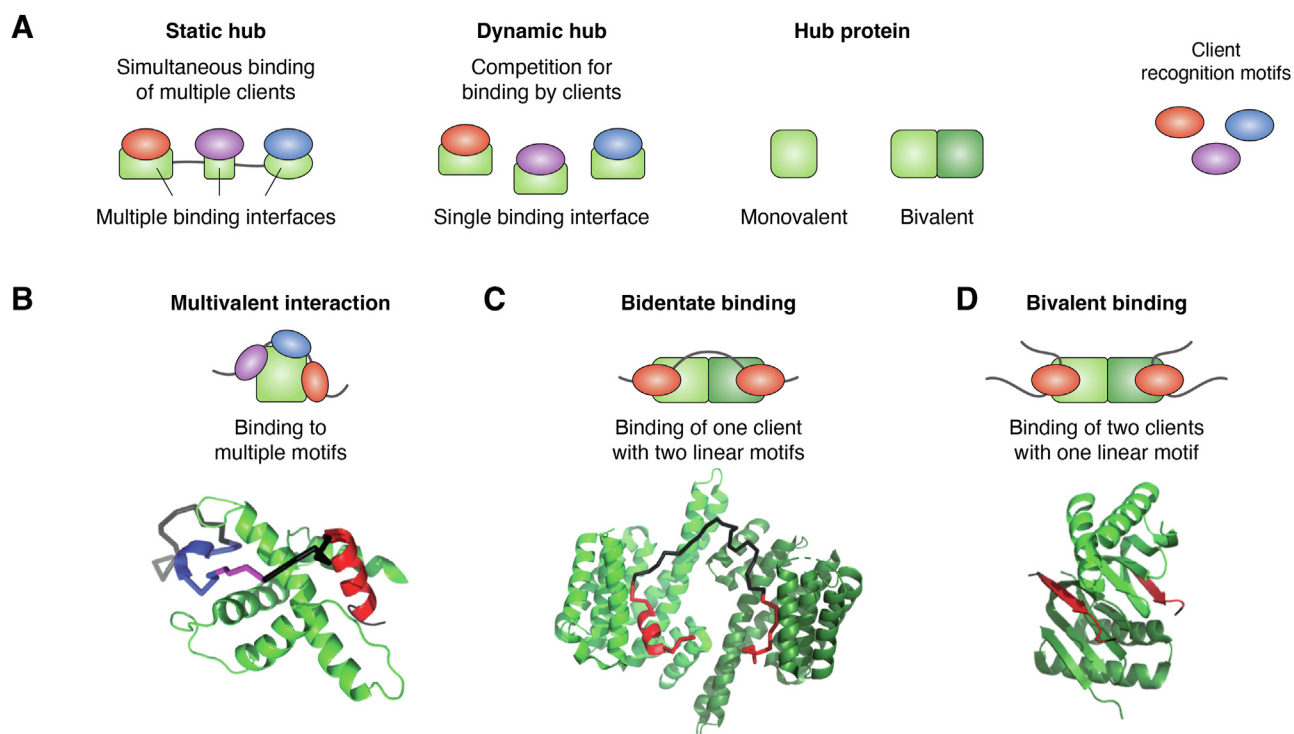 A
Static hub
Simultaneous binding
of multiple clients
Multiple binding interfaces
Dynamic hub
Competition for
binding by clients
Single binding interface
Hub protein
Monovalent
Bivalent
Client
recognition motifs
B
Multivalent interaction
Binding to
multiple motifs
C
Bidentate binding
Binding of one client
with two linear motifs
D
Bivalent binding
Binding of two clients
with one linear motif